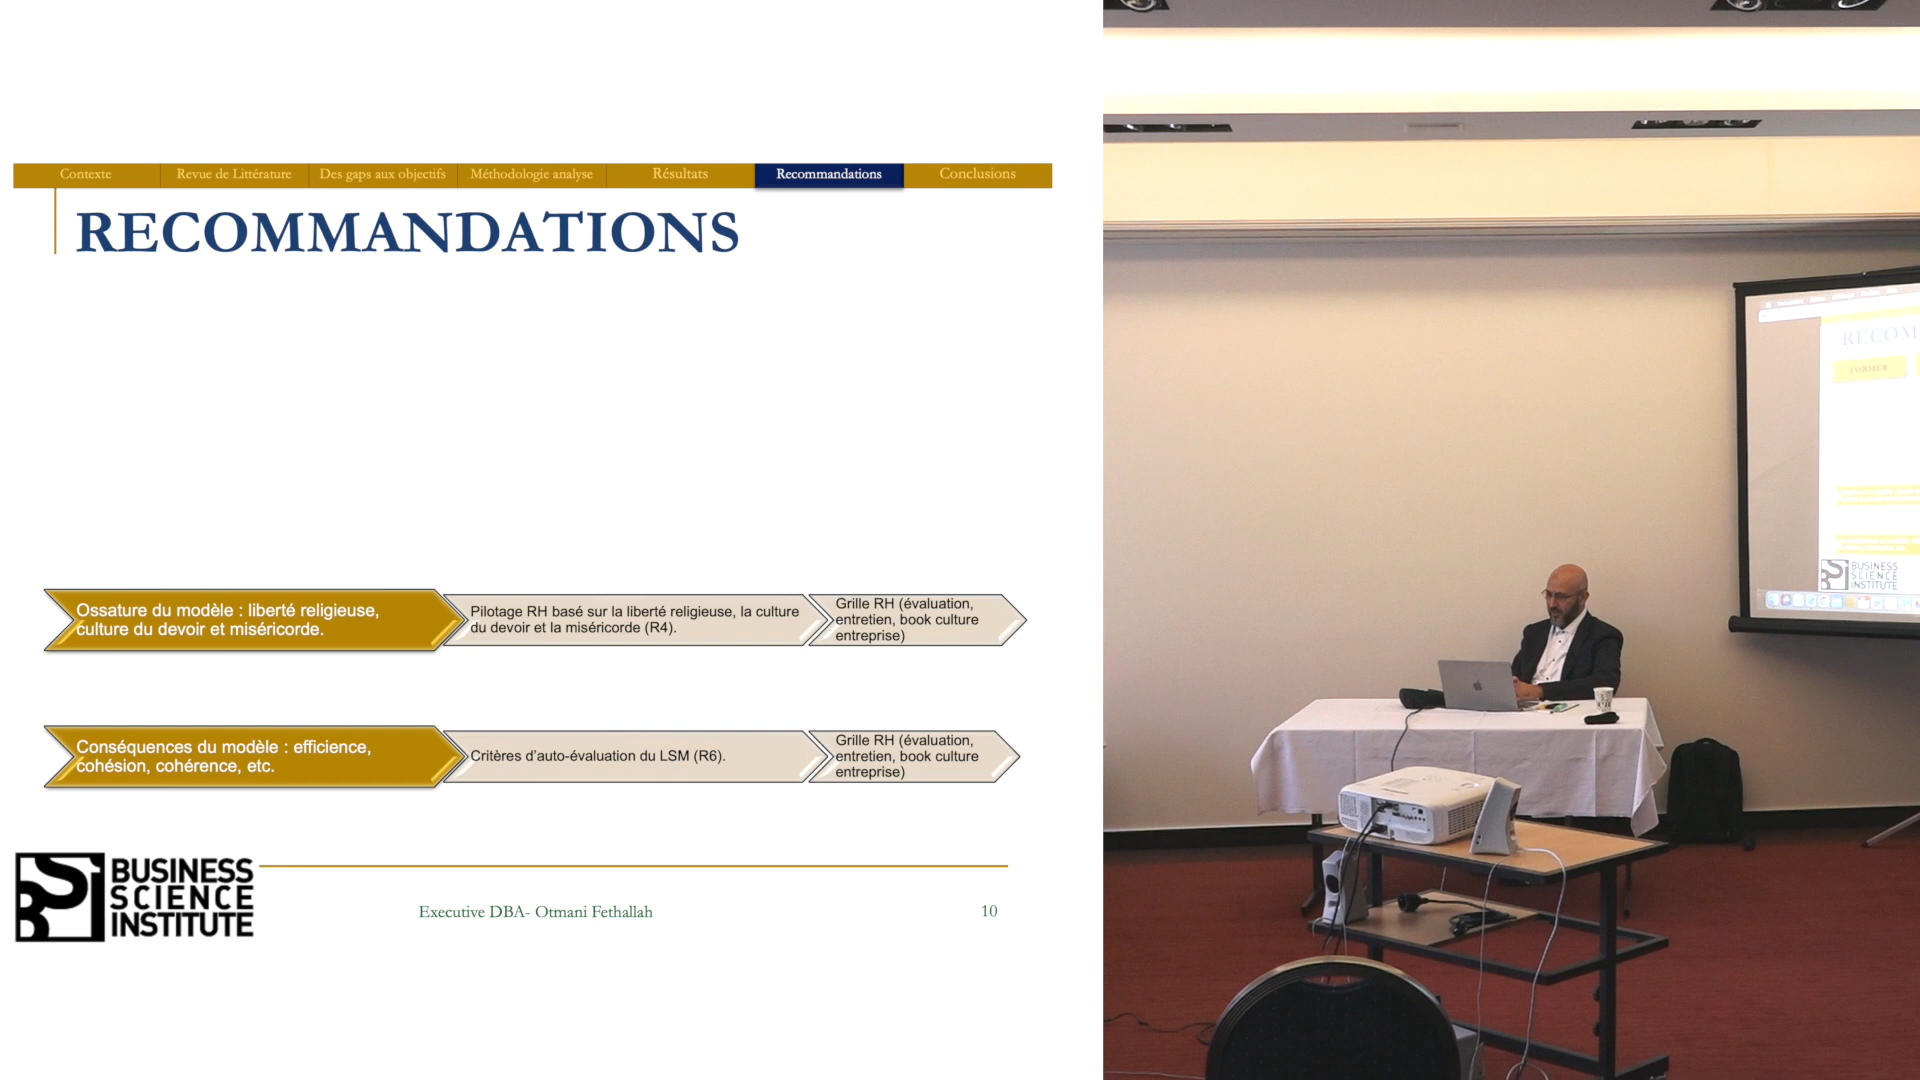 Contexte
Revue de Littérature
Des gaps aux objectifs
Méthodologie analyse
Résultats
Recommandations
Conclusions
RECOMMANDATIONS
Ossature du modèle : liberté religieuse,
culture du devoir et miséricorde.
Pilotage RH basé sur la liberté religieuse, la culture
du devoir et la miséricorde (R4).
Grille RH (évaluation,
entretien, book culture
entreprise)
Conséquences du modèle : efficience,
cohésion, cohérence, etc.
Critères d'auto-évaluation du LSM (R6).
Grille RH (évaluation,
entretien, book culture
entreprise)
BUSINESS
SCIENCE
INSTITUTE
Executive DBA- Otmani Fethallah
10
RECOM
FORMER
BUSINESS
SCIENCE
INSTITUTE